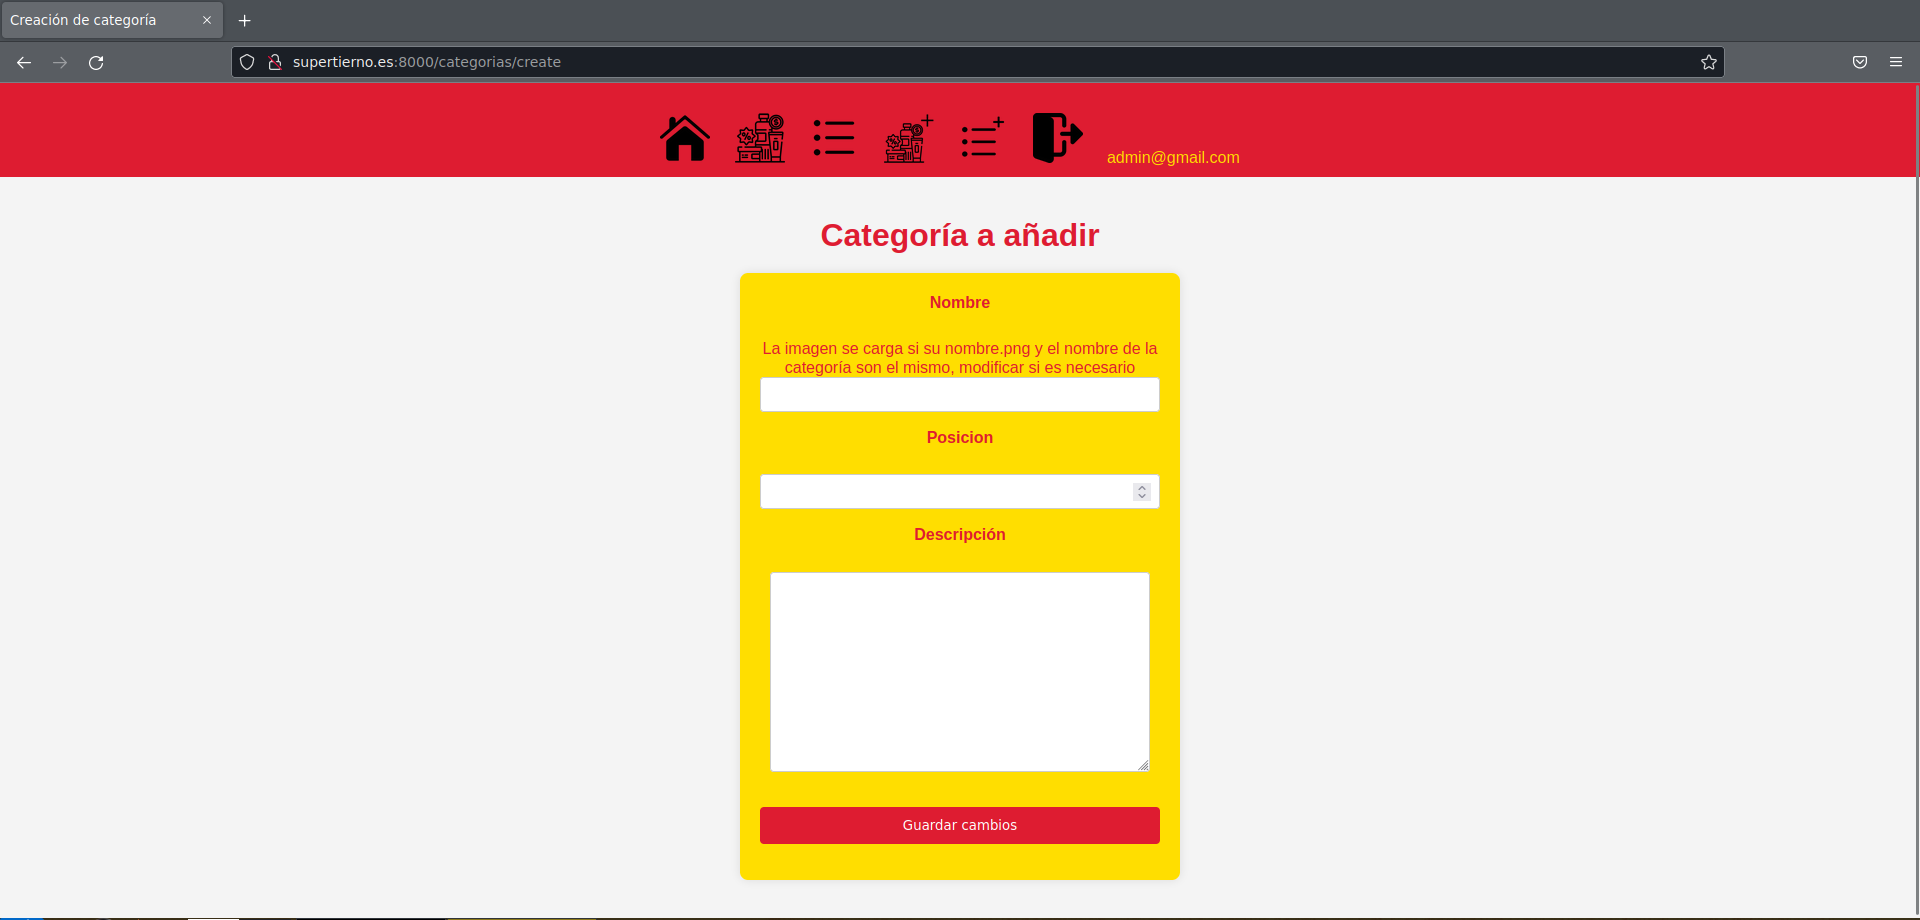 Creación de categoría
supertierno.es:8000/categorias/create
admin@gmail.com
Categoría a añadir
Nombre
La imagen se carga si su nombre.png y el nombre de la
categoría son el mismo, modificar si es necesario
Posicion
Descripción
Guardar cambios